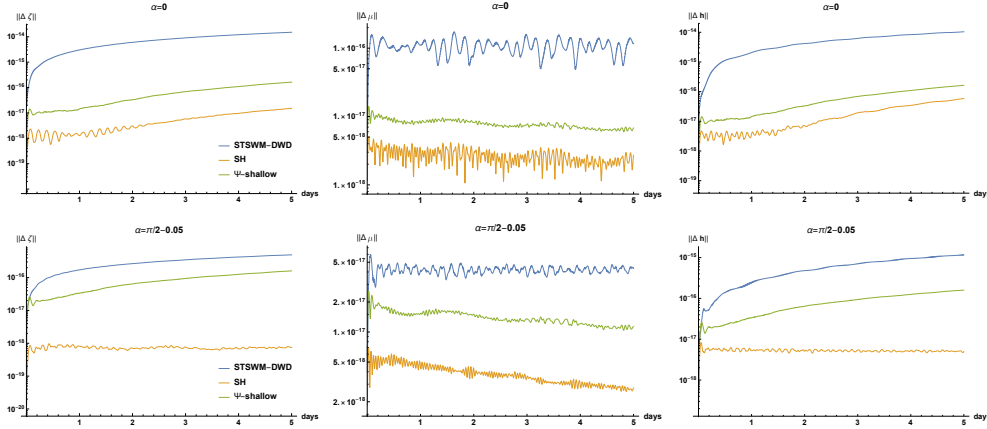 α=0
||Δ ζ||
10⁻¹⁴
10⁻¹⁵
10⁻¹⁶
10⁻¹⁷
10⁻¹⁸
10⁻¹⁹
STSWM-DWD
SH
Ψ-shallow
1 2 3 4 5 days
α=0
||Δ μ||
1.×10⁻¹⁶
5.×10⁻¹⁷
1.×10⁻¹⁷
5.×10⁻¹⁸
1.×10⁻¹⁸
1 2 3 4 5 days
α=0
||Δ h||
10⁻¹⁴
10⁻¹⁵
10⁻¹⁶
10⁻¹⁷
10⁻¹⁸
10⁻¹⁹
1 2 3 4 5 days
α=π/2-0.05
||Δ ζ||
10⁻¹⁶
10⁻¹⁷
10⁻¹⁸
10⁻¹⁹
10⁻²⁰
STSWM-DWD
SH
Ψ-shallow
1 2 3 4 5 days
α=π/2-0.05
||Δ μ||
5.×10⁻¹⁷
2.×10⁻¹⁷
1.×10⁻¹⁷
5.×10⁻¹⁸
2.×10⁻¹⁸
1 2 3 4 5 days
α=π/2-0.05
||Δ h||
10⁻¹⁵
10⁻¹⁶
10⁻¹⁷
10⁻¹⁸
1 2 3 4 5 days